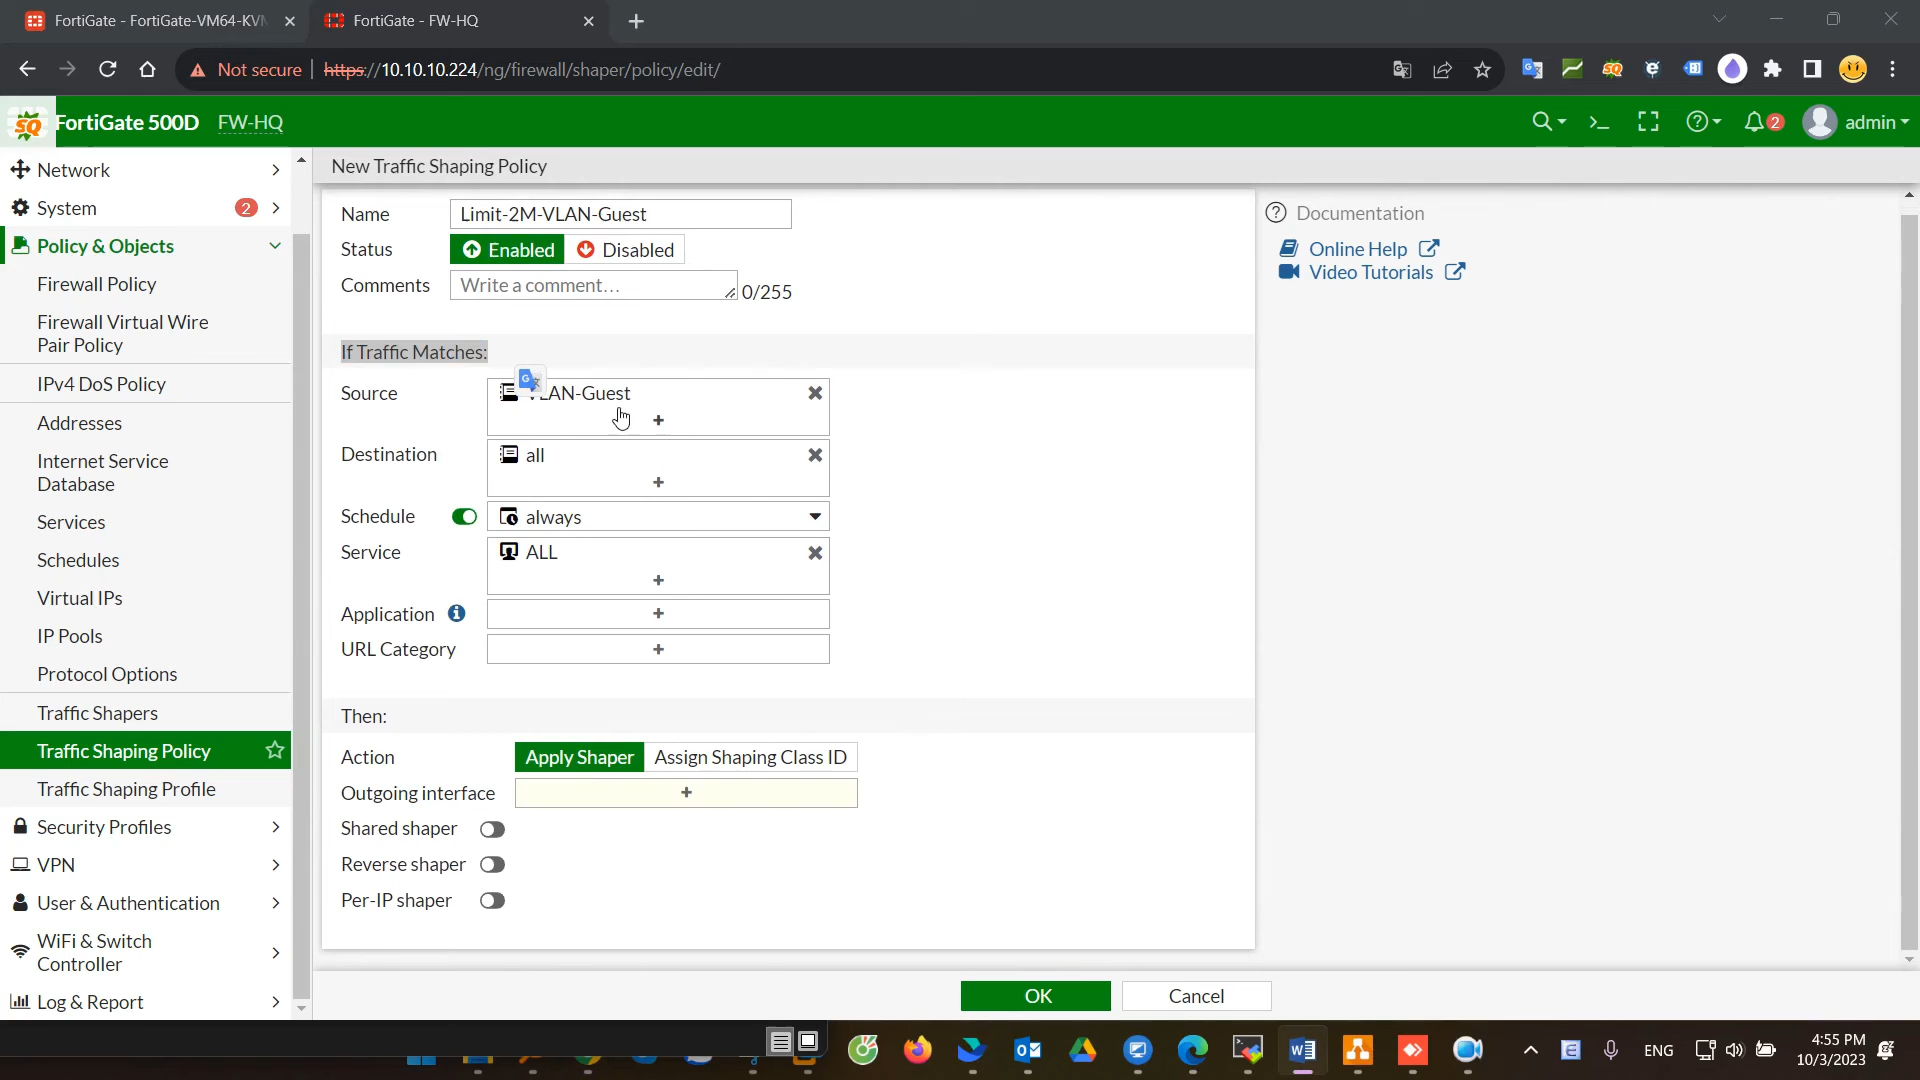 FortiGate - FortiGate-VM64-KVM
FortiGate - FW-HQ
Not secure
https://10.10.10.224/ng/firewall/shaper/policy/edit/
SQ
FortiGate 500D
FW-HQ
2
admin
Network
System
2
Policy & Objects
Firewall Policy
Firewall Virtual Wire
Pair Policy
IPv4 DoS Policy
Addresses
Internet Service
Database
Services
Schedules
Virtual IPs
IP Pools
Protocol Options
Traffic Shapers
Traffic Shaping Policy
Traffic Shaping Profile
Security Profiles
VPN
User & Authentication
WiFi & Switch
Controller
Log & Report
New Traffic Shaping Policy
Name
Limit-2M-VLAN-Guest
Status
Enabled
Disabled
Comments
Write a comment...
0/255
If Traffic Matches:
Source
VLAN-Guest
Destination
all
Schedule
always
Service
ALL
Application
URL Category
Then:
Action
Apply Shaper
Assign Shaping Class ID
Outgoing interface
Shared shaper
Reverse shaper
Per-IP shaper
OK
Cancel
Documentation
Online Help
Video Tutorials
ENG
4:55 PM
10/3/2023